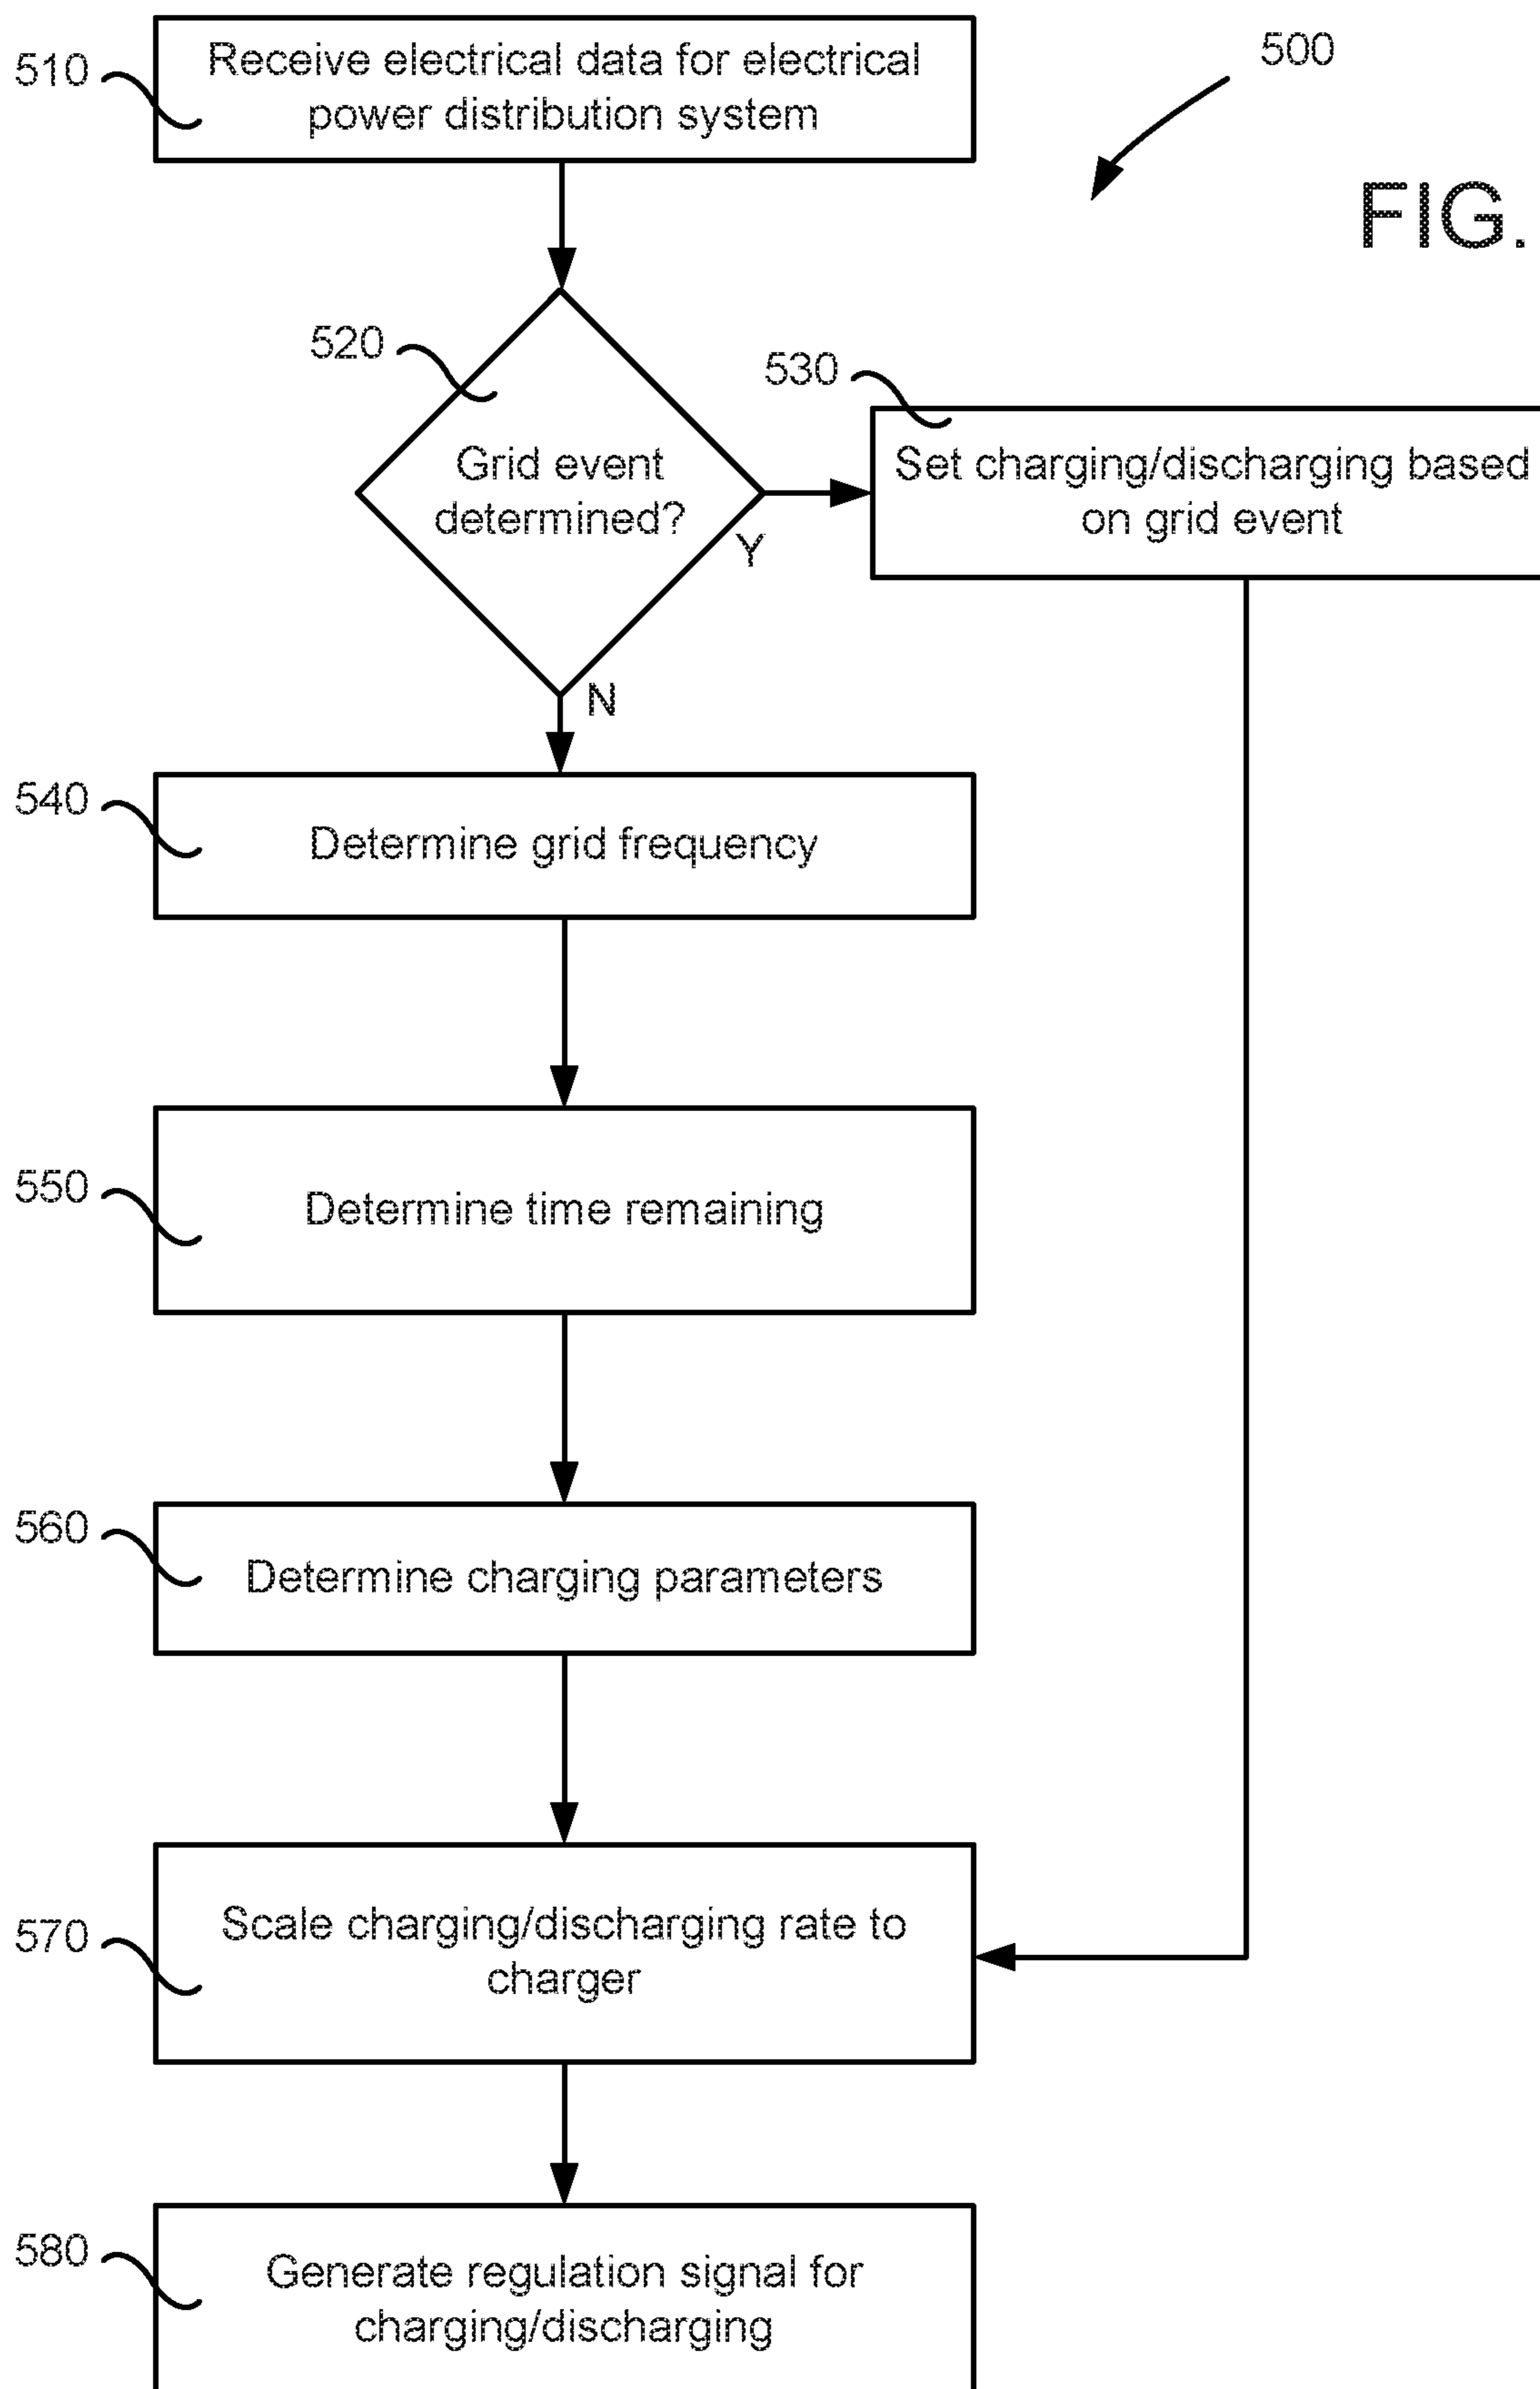 510
Receive electrical data for electrical
power distribution system
500
FIG.
520
Grid event
determined?
Y
N
530
Set charging/discharging based
on grid event
540
Determine grid frequency
550
Determine time remaining
560
Determine charging parameters
570
Scale charging/discharging rate to
charger
580
Generate regulation signal for
charging/discharging